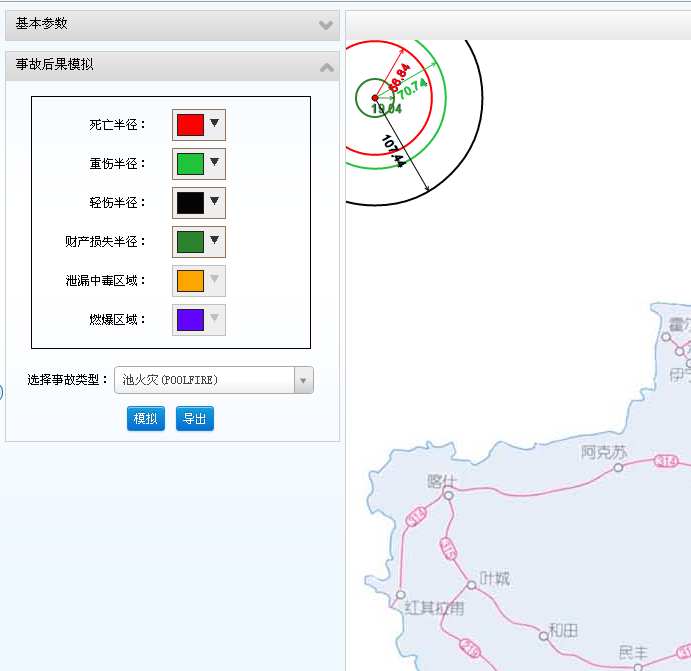 基本参数
事故后果模拟
死亡半径：
重伤半径：
轻伤半径：
财产损失半径：
泄漏中毒区域：
燃爆区域：
选择事故类型：
池火灾(POOLFIRE)
模拟
导出
70.74
19.04
107.44
霍尔
伊宁
阿克苏
314
喀什
314
315
叶城
红其拉甫
和田
219
民丰